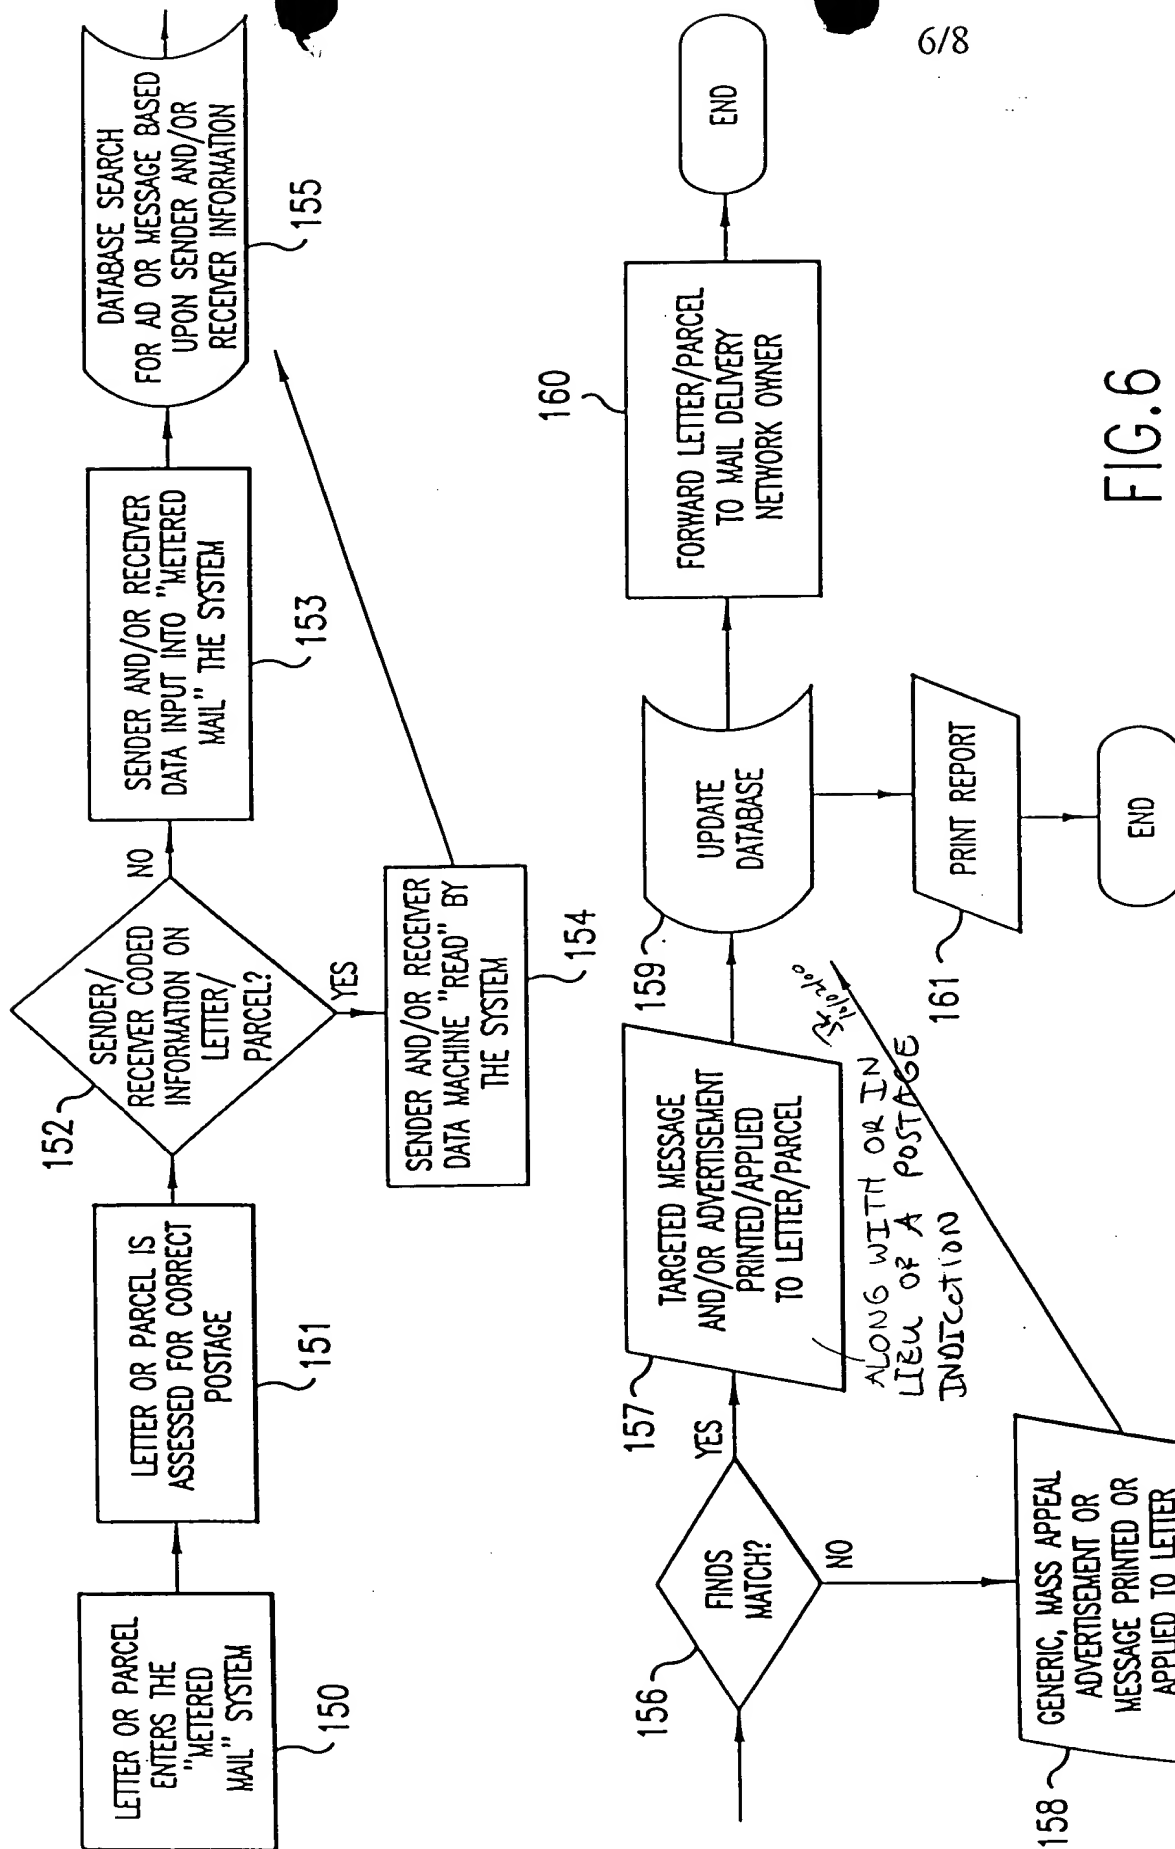 6/8
LETTER OR PARCEL
ENTERS THE
"METERED
MAIL" SYSTEM
150
LETTER OR PARCEL IS
ASSESSED FOR CORRECT
POSTAGE
151
SENDER/
RECEIVER CODED
INFORMATION ON
LETTER/
PARCEL?
152
NO
YES
SENDER AND/OR RECEIVER
DATA INPUT INTO "METERED
MAIL" THE SYSTEM
153
SENDER AND/OR RECEIVER
DATA MACHINE "READ" BY
THE SYSTEM
154
DATABASE SEARCH
FOR AD OR MESSAGE BASED
UPON SENDER AND/OR
RECEIVER INFORMATION
155
FINDS
MATCH?
156
YES
NO
TARGETED MESSAGE
AND/OR ADVERTISEMENT
PRINTED/APPLIED
TO LETTER/PARCEL
157
ALONG WITH OR IN
LIEU OF A POSTAGE
INDICCTION
GENERIC, MASS APPEAL
ADVERTISEMENT OR
MESSAGE PRINTED OR
APPLIED TO LETTER
158
UPDATE
DATABASE
159
FORWARD LETTER/PARCEL
TO MAIL DELIVERY
NETWORK OWNER
160
END
PRINT REPORT
161
END
FIG.6